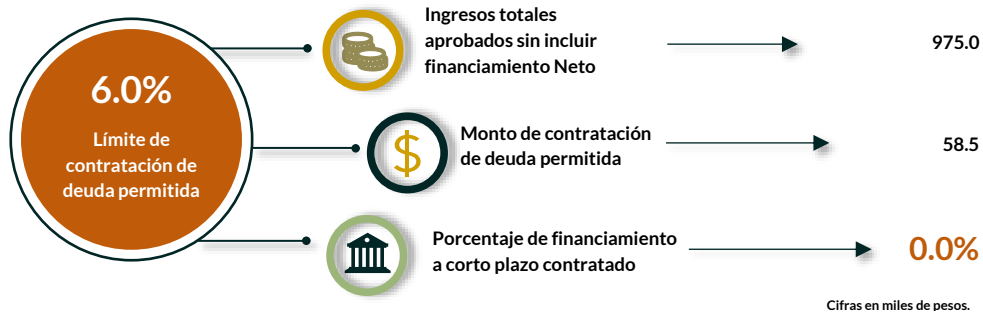 6.0%
Límite de
contratación de
deuda permitida
Ingresos totales
aprobados sin incluir
financiamiento Neto
975.0
$
Monto de contratación
de deuda permitida
58.5
Porcentaje de financiamiento
a corto plazo contratado
0.0%
Cifras en miles de pesos.